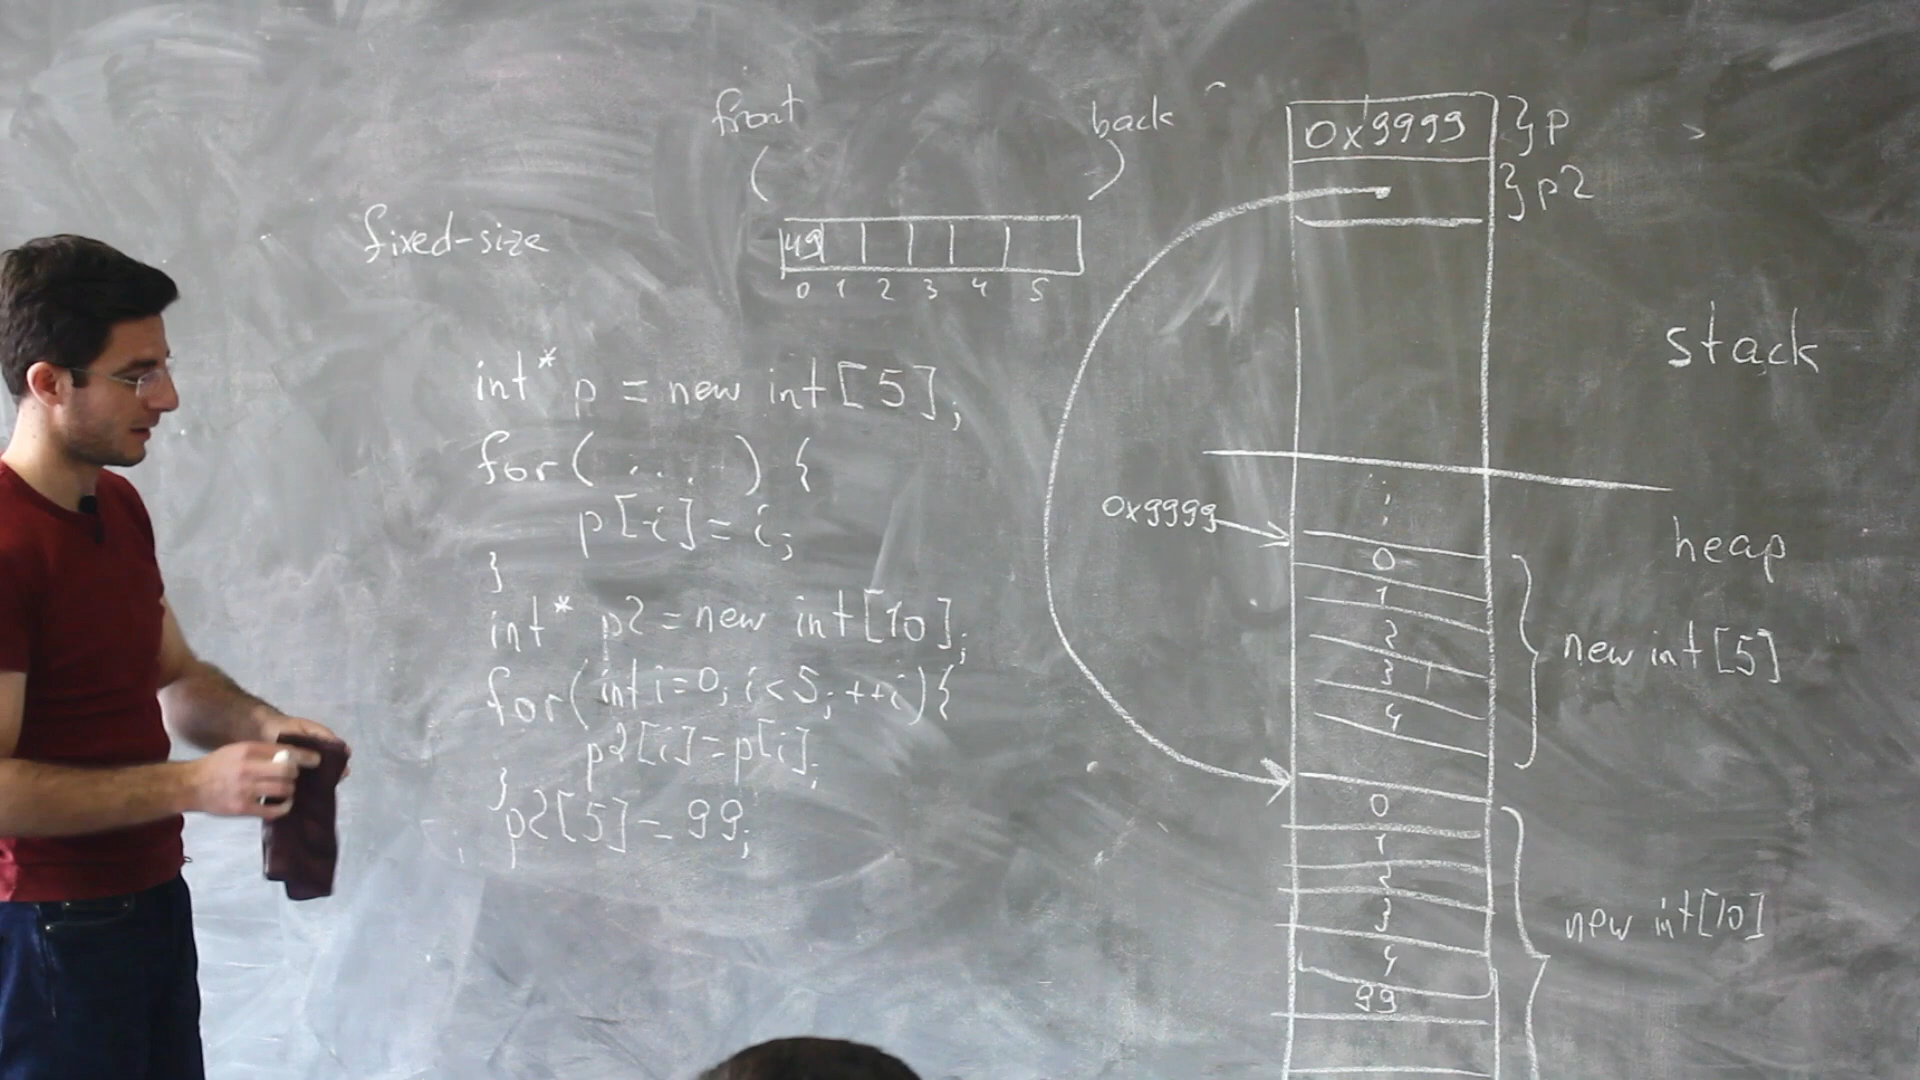 front back
fixed-size
49
0 1 2 3 4 5
int* p = new int[5];
for( ... ) {
p[i]=i;
}
int* p2=new int[10];
for(int i=0; i<5; ++i){
p2[i]=p[i];
}
p2[5]=99;
0x9999 } p
} p2
stack
heap
0x9999
0
1
2
3
4
} new int[5]
0
1
2
3
4
99
} new int[10]